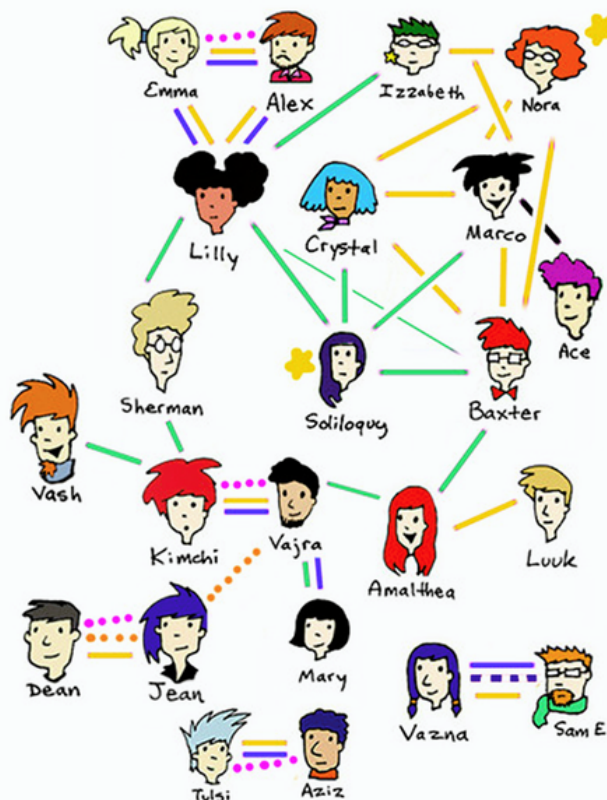 Emma
Alex
Izzabeth
Nora
Lilly
Crystal
Marco
Ace
Sherman
Soliloquy
Baxter
Vash
Kimchi
Vajra
Amalthea
Luuk
Dean
Jean
Mary
Vazna
Sam E
Tulsi
Aziz